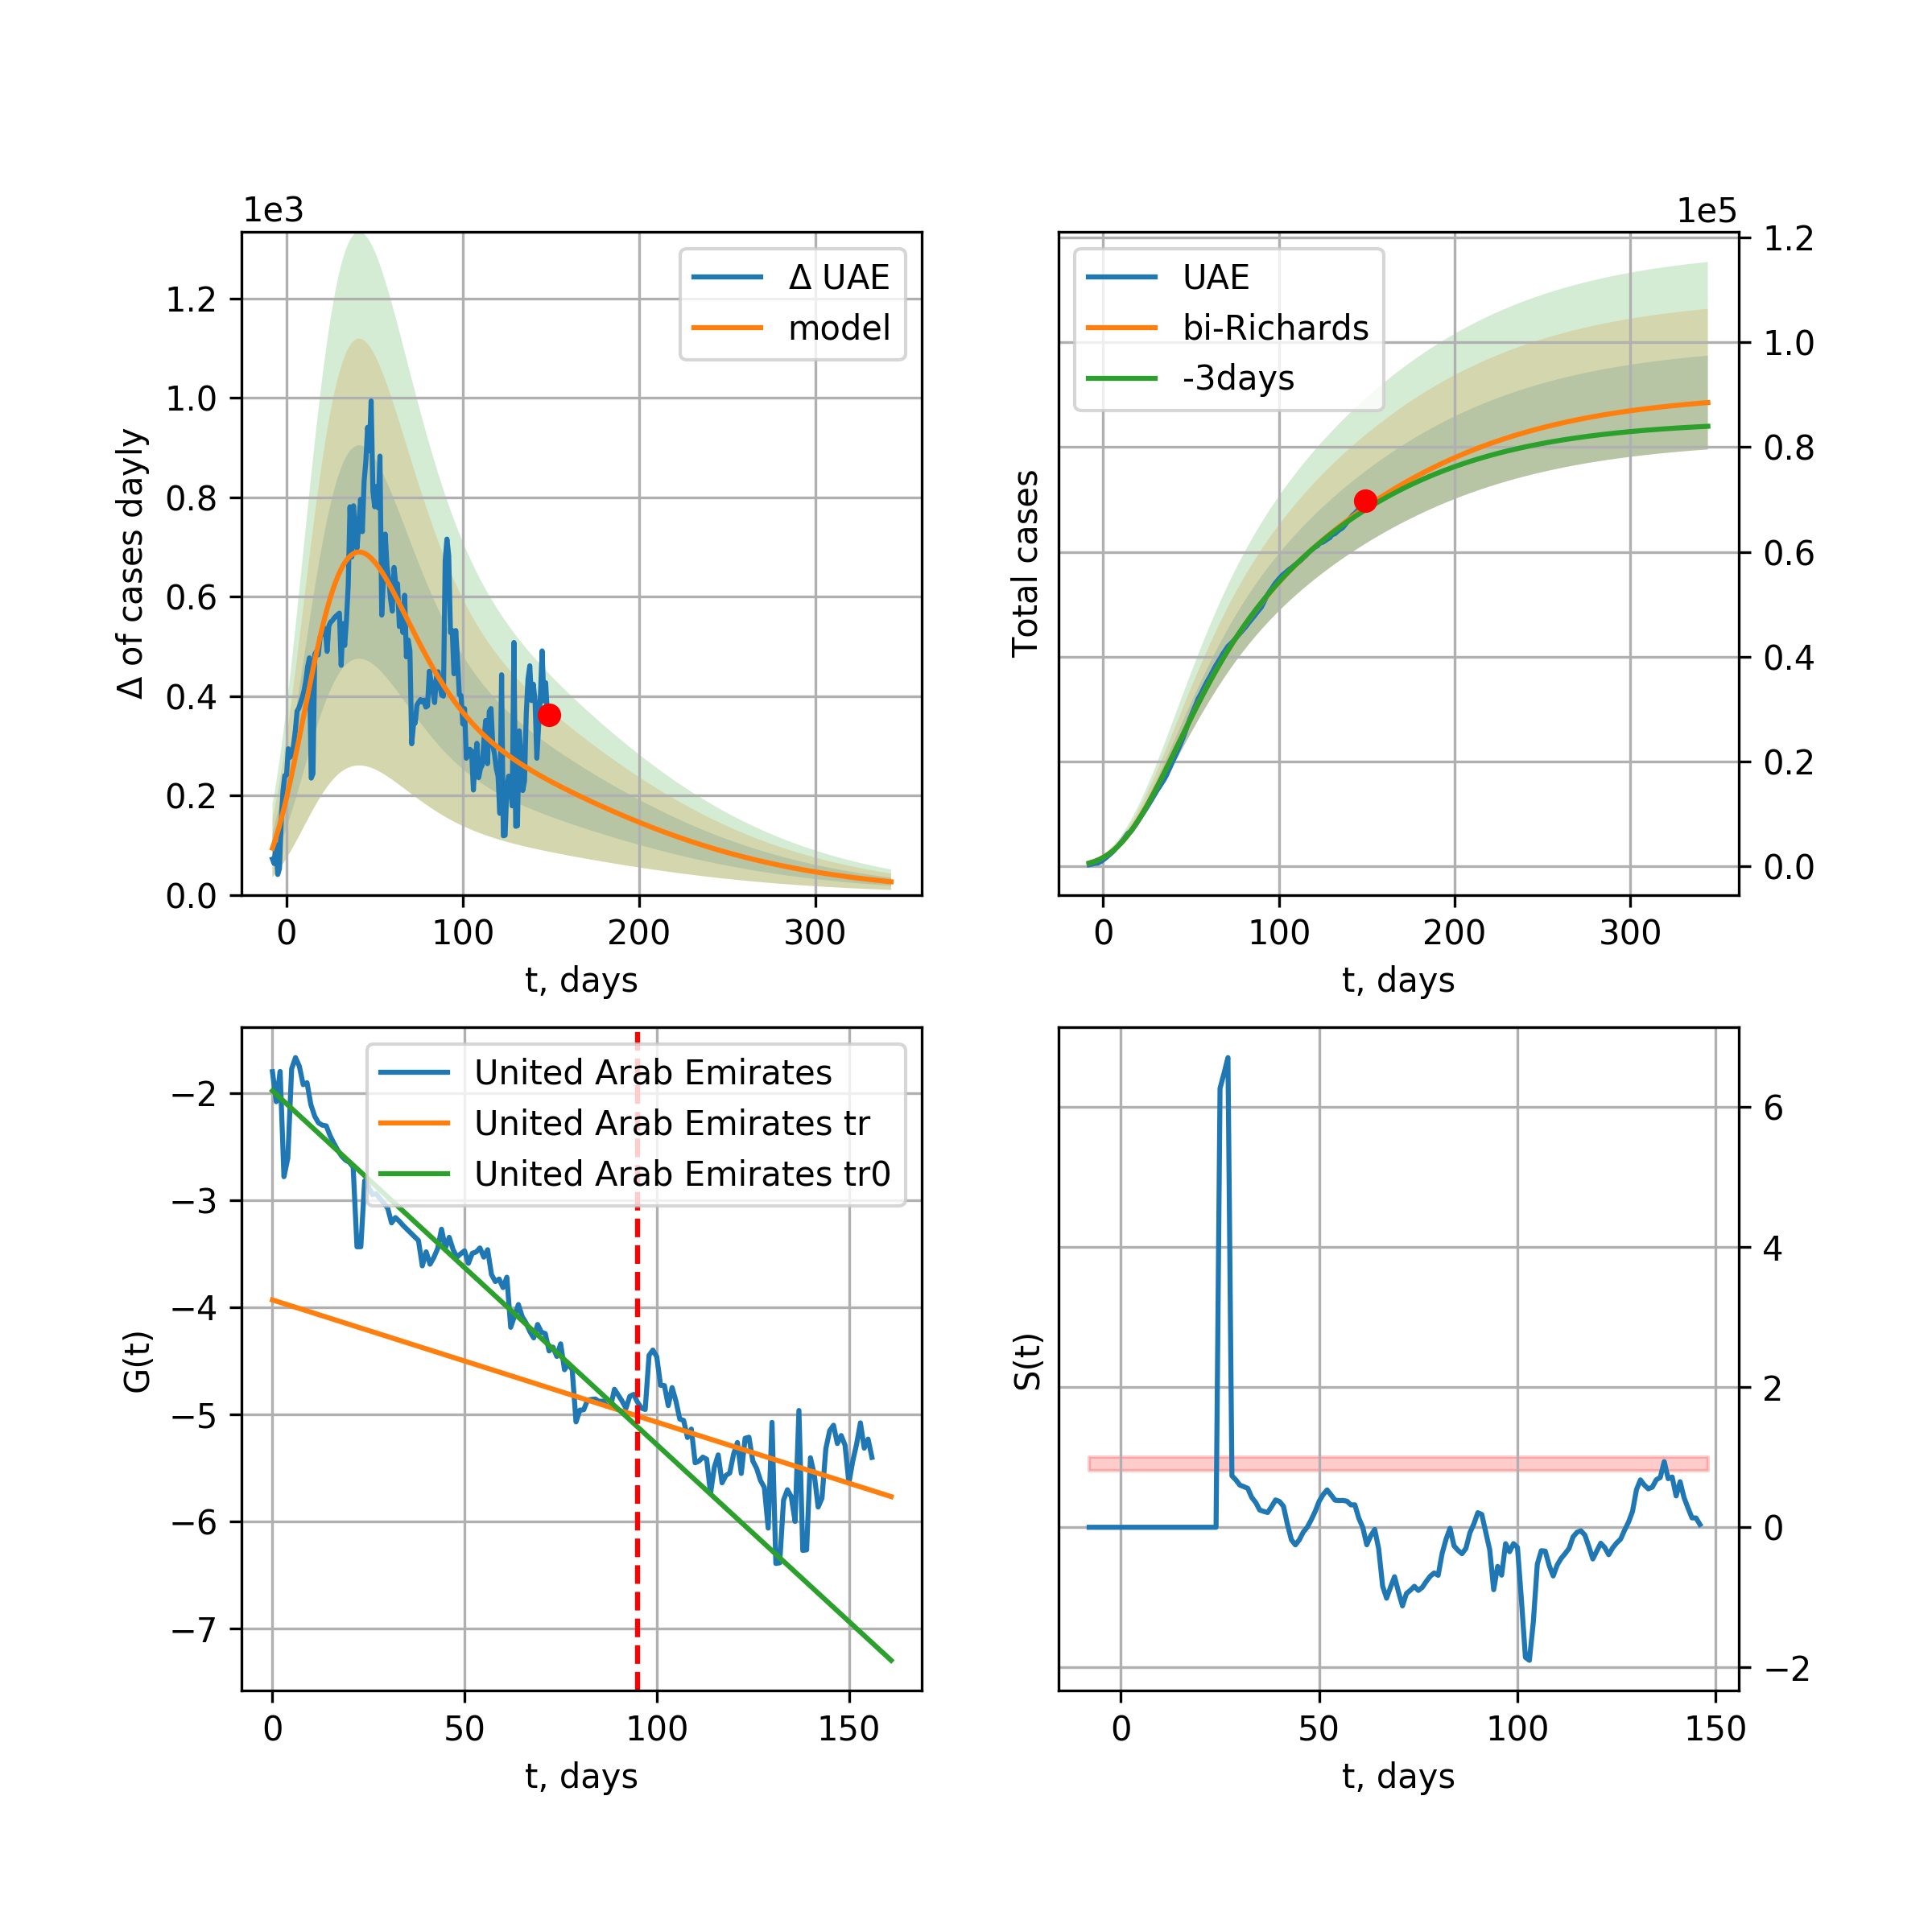 1e3
Δ of cases dayly
1.2
1.0
0.8
0.6
0.4
0.2
0.0
Δ UAE
model
0 100 200 300
t, days
1e5
Total cases
UAE
bi-Richards
-3days
1.2
1.0
0.8
0.6
0.4
0.2
0.0
0 100 200 300
t, days
G(t)
−2
−3
−4
−5
−6
−7
United Arab Emirates
United Arab Emirates tr
United Arab Emirates tr0
0 50 100 150
t, days
S(t)
6
4
2
0
−2
0 50 100 150
t, days